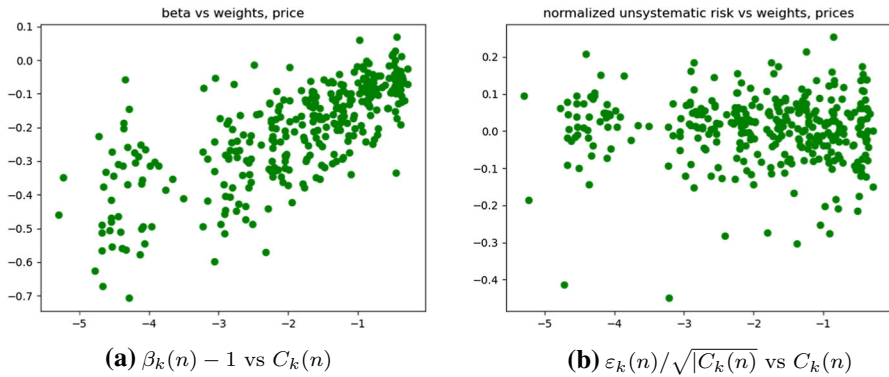 beta vs weights, price
0.1
0.0
−0.1
−0.2
−0.3
−0.4
−0.5
−0.6
−0.7
−5 −4 −3 −2 −1
(a) βₖ(n) − 1 vs Cₖ(n)
normalized unsystematic risk vs weights, prices
0.2
0.1
0.0
−0.1
−0.2
−0.3
−0.4
−5 −4 −3 −2 −1
(b) εₖ(n)/√|Cₖ(n) vs Cₖ(n)